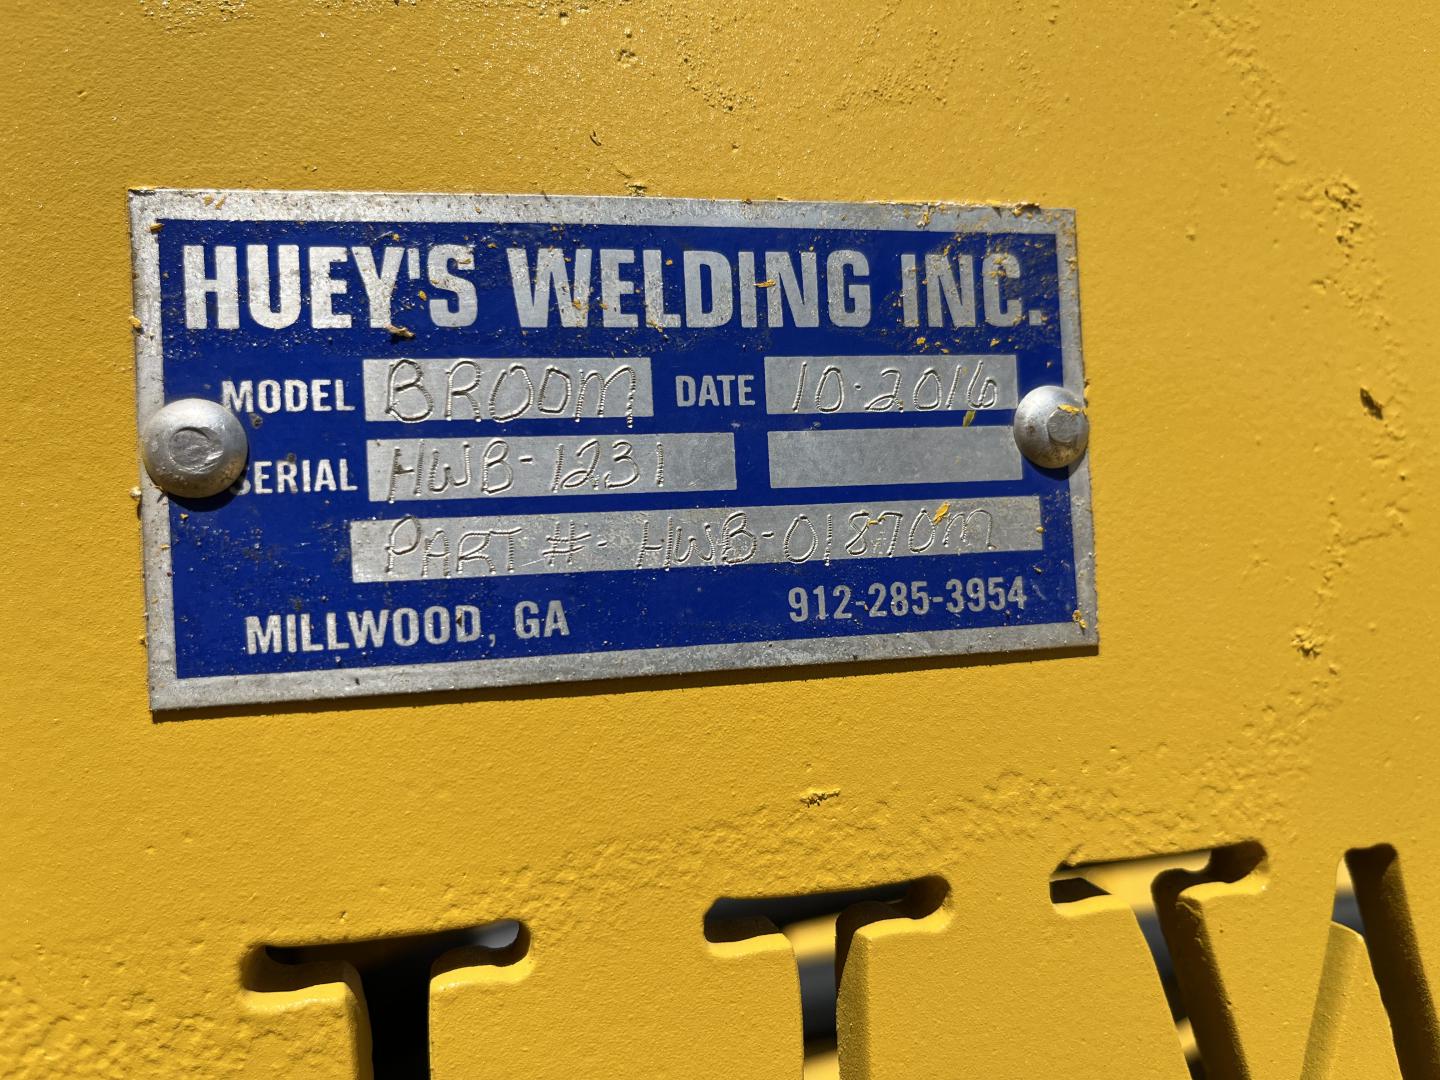 HUEY'S WELDING INC.
MODEL BROOM DATE 10-2016
SERIAL HWB-1231
PART #- HWB-01870M
MILLWOOD, GA 912-285-3954